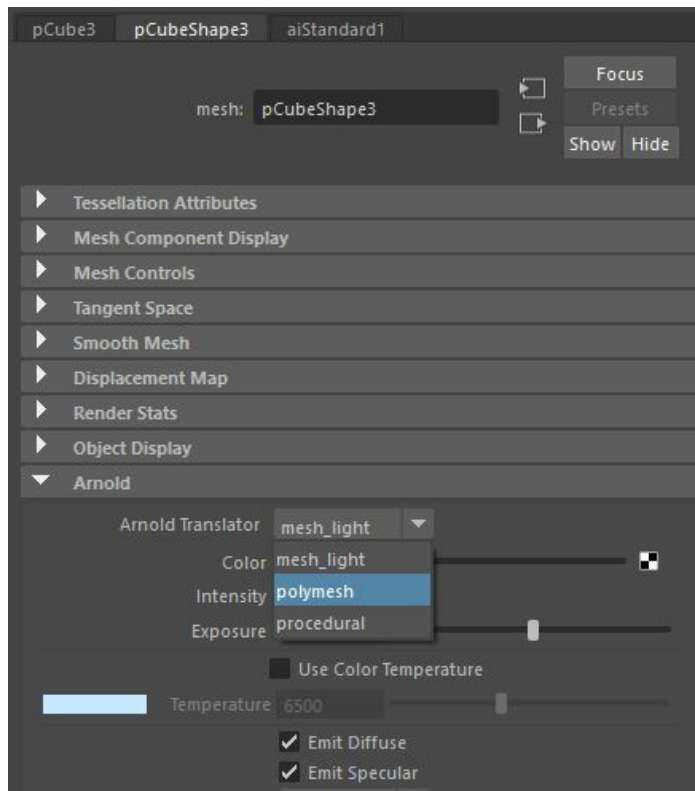 pCube3 pCubeShape3 aiStandard1
Focus
mesh: pCubeShape3
Presets
Show Hide
Tessellation Attributes
Mesh Component Display
Mesh Controls
Tangent Space
Smooth Mesh
Displacement Map
Render Stats
Object Display
Arnold
Arnold Translator mesh_light
Color mesh_light
Intensity polymesh
Exposure procedural
Use Color Temperature
Temperature 6500
Emit Diffuse
Emit Specular